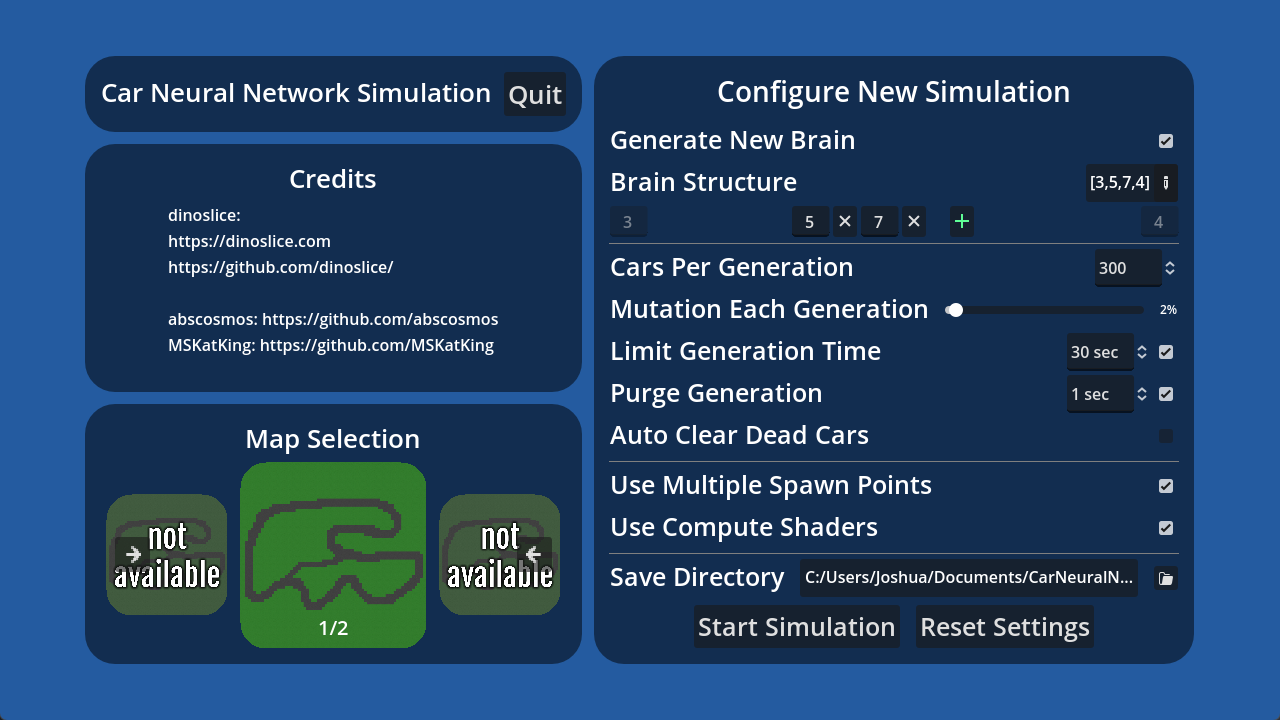 Car Neural Network Simulation
Quit
Credits
dinoslice:
https://dinoslice.com
https://github.com/dinoslice/
abscosmos: https://github.com/abscosmos
MSKatKing: https://github.com/MSKatKing
Map Selection
not
available
1/2
not
available
Configure New Simulation
Generate New Brain
Brain Structure
[3,5,7,4]
3
5
7
4
Cars Per Generation
300
Mutation Each Generation
2%
Limit Generation Time
30 sec
Purge Generation
1 sec
Auto Clear Dead Cars
Use Multiple Spawn Points
Use Compute Shaders
Save Directory
C:/Users/Joshua/Documents/CarNeuralN...
Start Simulation
Reset Settings